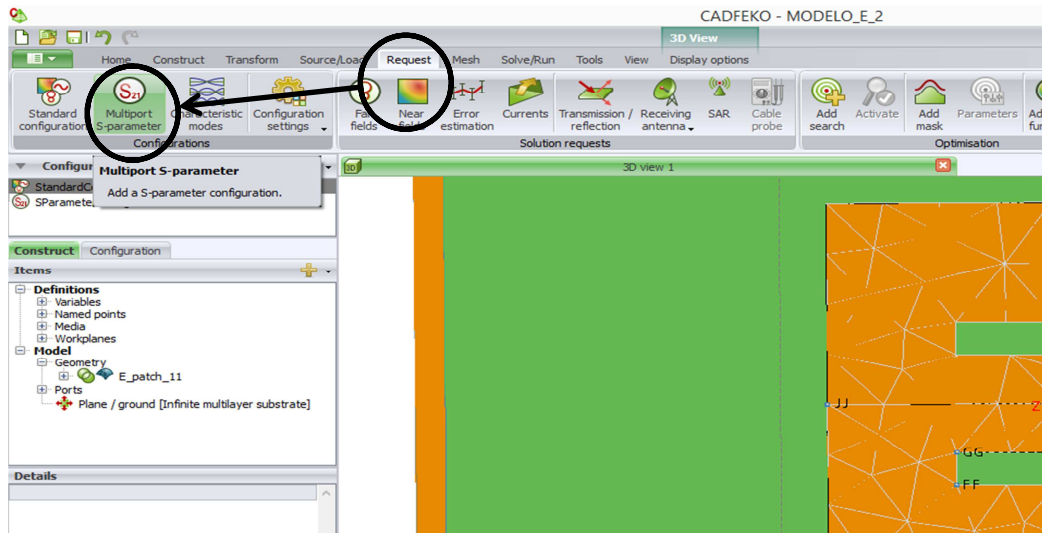 CADFEKO - MODELO_E_2
3D View
Home Construct Transform Source/Load Request Mesh Solve/Run Tools View Display options
Standard configuration
Multiport S-parameter
Characteristic modes
Configuration settings
Far fields
Near fields
Error estimation
Currents
Transmission / reflection
Receiving antenna
SAR
Cable probe
Add search
Activate
Add mask
Parameters
Configurations
Solution requests
Optimisation
Multiport S-parameter
Add a S-parameter configuration.
3D view 1
3D
S21
Construct Configuration
Items
Definitions
Variables
Named points
Media
Workplanes
Model
Geometry
E_patch_11
Ports
Plane / ground [Infinite multilayer substrate]
Details
JJ
Z
GG
FF